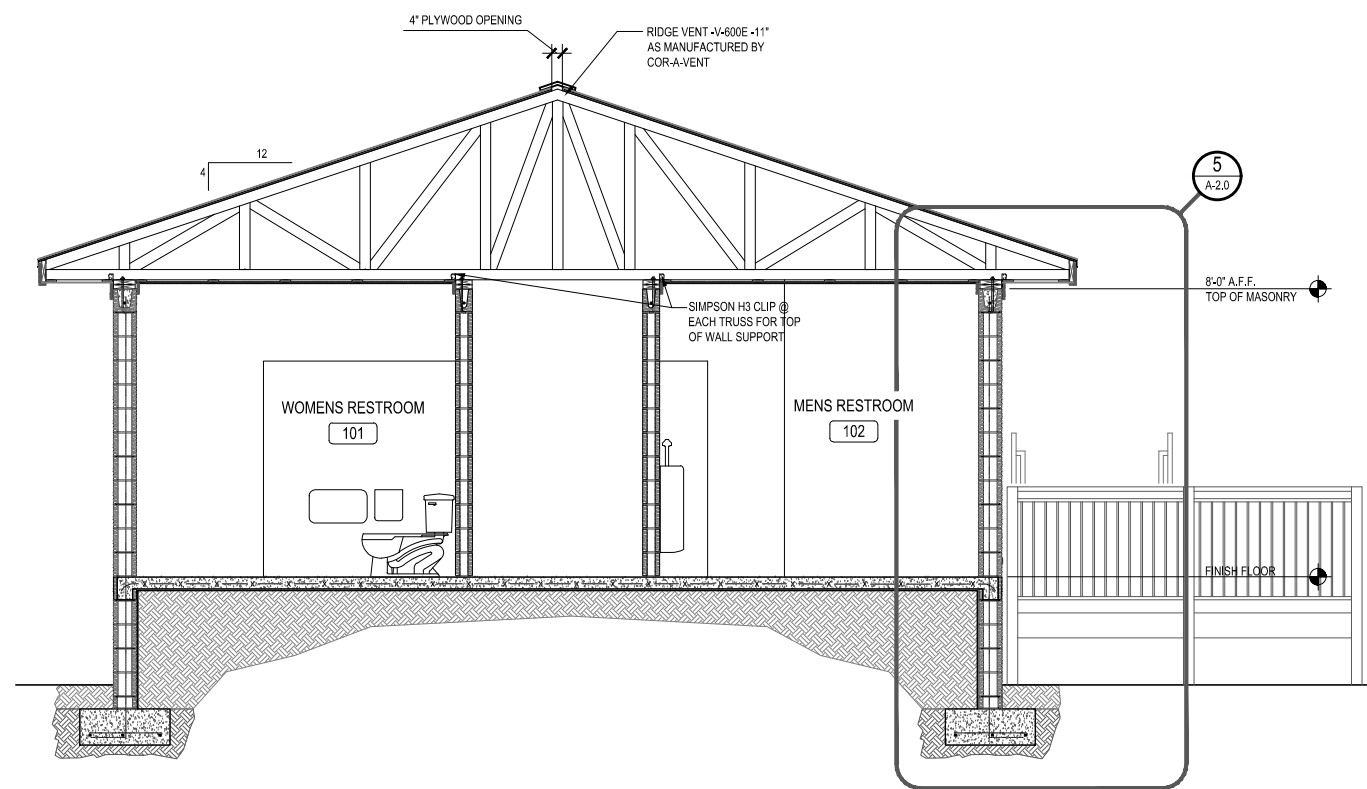 4" PLYWOOD OPENING
RIDGE VENT -V-600E -11"
AS MANUFACTURED BY
COR-A-VENT
12
4
5
A-2.0
8'-0" A.F.F.
TOP OF MASONRY
SIMPSON H3 CLIP @
EACH TRUSS FOR TOP
OF WALL SUPPORT
WOMENS RESTROOM
101
MENS RESTROOM
102
FINISH FLOOR